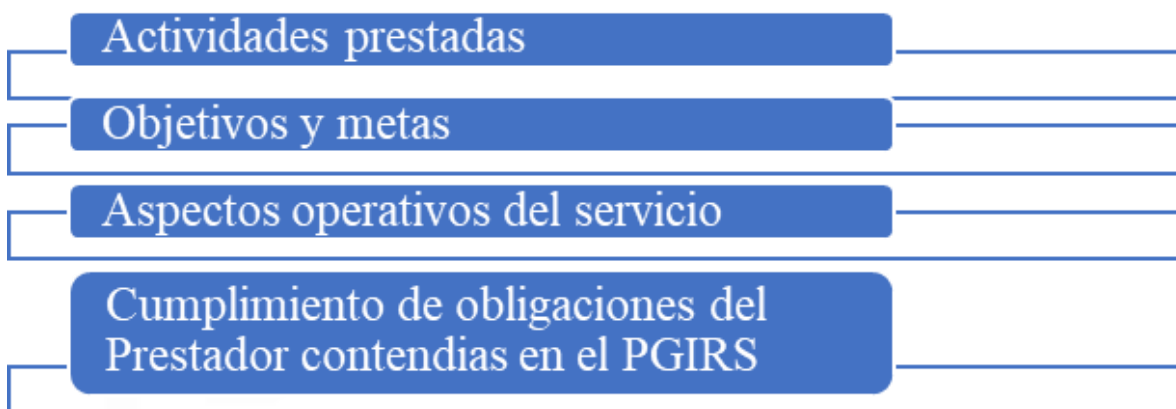 Actividades prestadas
Objetivos y metas
Aspectos operativos del servicio
Cumplimiento de obligaciones del
Prestador contendias en el PGIRS